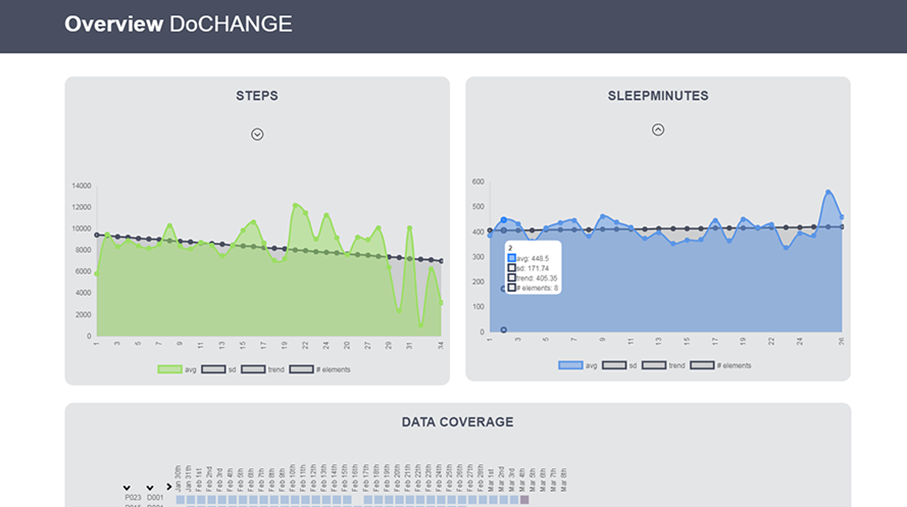 Overview DoCHANGE
STEPS
SLEEPMINUTES
14000
12000
10000
8000
6000
4000
2000
0
1 3 5 7 9 11 13 15 17 19 22 24 20 27 29 31 34
avg sd trend # elements
600
500
400
300
200
100
0
2
avg: 448.5
sd: 171.74
trend: 405.35
# elements: 8
1 3 5 7 9 11 13 15 17 19 22 24 26
avg sd trend # elements
DATA COVERAGE
Jan 30th Jan 31th Feb 1st Feb 2nd Feb 3rd Feb 4th Feb 5th Feb 6th Feb 7th Feb 8th Feb 9th Feb 10th Feb 11th Feb 12th Feb 13th Feb 14th Feb 15th Feb 16th Feb 17th Feb 18th Feb 19th Feb 20th Feb 21th Feb 22th Feb 23th Feb 24th Feb 25th Feb 26th Feb 27th Feb 28th Mar 1st Mar 2nd Mar 3rd Mar 4th Mar 5th Mar 6th Mar 7th Mar 8th
P023 D001